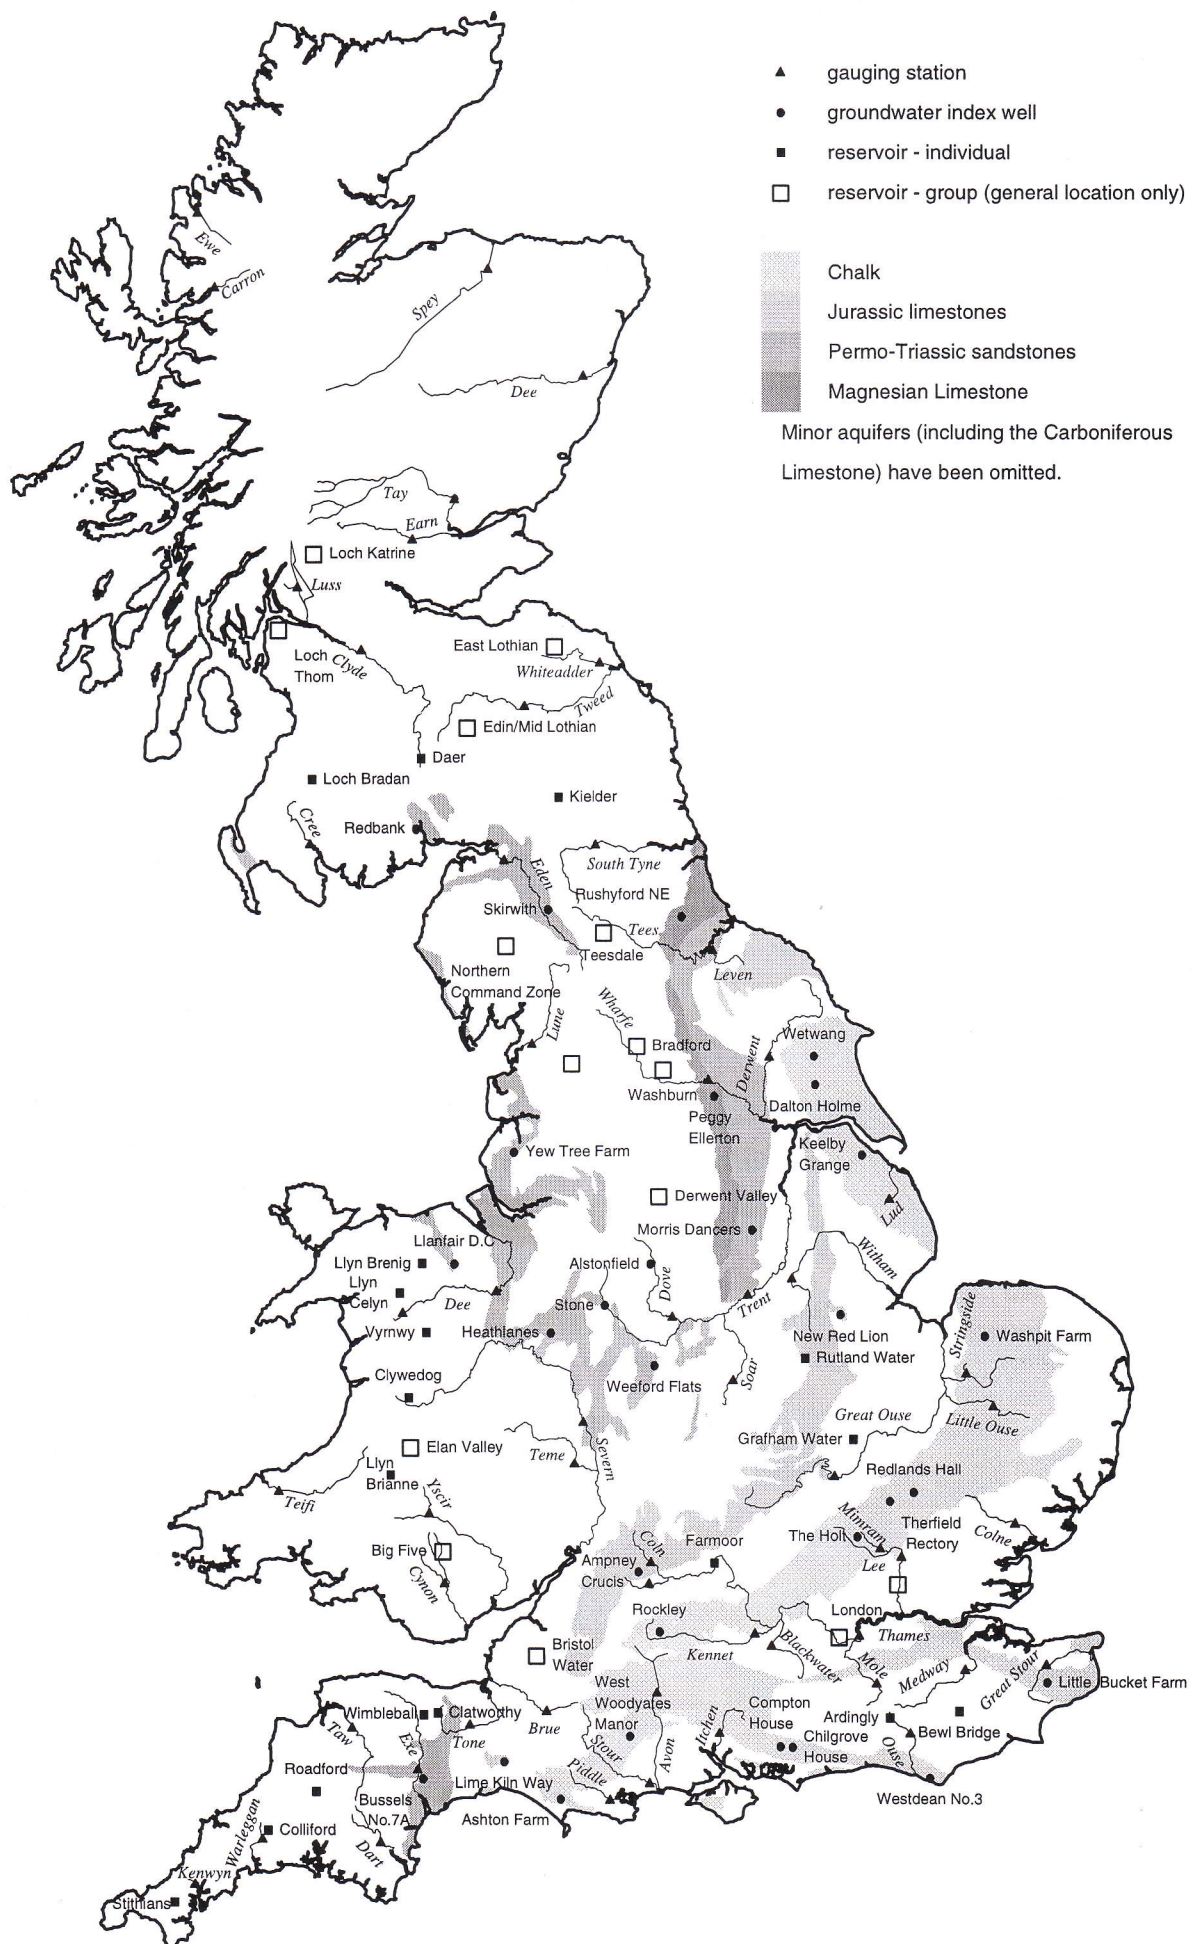 gauging station
groundwater index well
reservoir - individual
reservoir - group (general location only)
Chalk
Jurassic limestones
Permo-Triassic sandstones
Magnesian Limestone
Minor aquifers (including the Carboniferous
Limestone) have been omitted.
Ewe
Carron
Spey
Dee
Tay
Earn
Loch Katrine
Luss
Loch
Thom
Clyde
East Lothian
Whiteadder
Tweed
Edin/Mid Lothian
Daer
Loch Bradan
Kielder
Cree
Redbank
South Tyne
Eden
Rushyford NE
Skirwith
Tees
Teesdale
Northern
Command Zone
Leven
Lune
Wharfe
Bradford
Wetwang
Derwent
Washburn
Dalton Holme
Peggy
Ellerton
Yew Tree Farm
Keelby
Grange
Lud
Derwent Valley
Morris Dancers
Llanfair D.C
Llyn Brenig
Alstonfield
Witham
Llyn
Celyn
Dee
Dove
Trent
Stone
Vyrnwy
Heathlanes
New Red Lion
Rutland Water
Stringside
Washpit Farm
Clywedog
Weeford Flats
Soar
Great Ouse
Little Ouse
Elan Valley
Teme
Severn
Grafham Water
Llyn
Brianne
Yscir
Teifi
Redlands Hall
Mimram
The Holt
Therfield
Rectory
Colne
Big Five
Cynon
Coln
Farmoor
Ampney
Crucis
Lee
Rockley
London
Thames
Bristol
Water
Kennet
Blackwater
Mole
Medway
Great Stour
Little Bucket Farm
West
Woodyates
Manor
Compton
House
Chilgrove
House
Ardingly
Bewl Bridge
Wimbleball
Clatworthy
Taw
Exe
Tone
Brue
Stour
Avon
Itchen
Ouse
Roadford
Lime Kiln Way
Piddle
Bussels
No.7A
Ashton Farm
Westdean No.3
Warleggan
Colliford
Dart
Kenwyn
Stithians